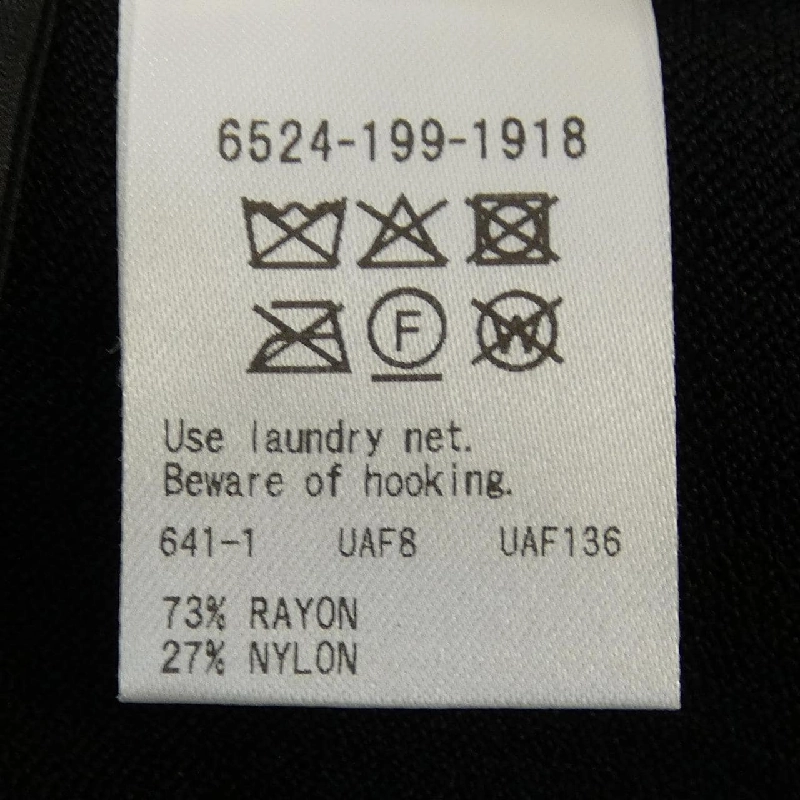 6524-199-1918
F W
Use laundry net.
Beware of hooking.
641-1 UAF8 UAF136
73% RAYON
27% NYLON